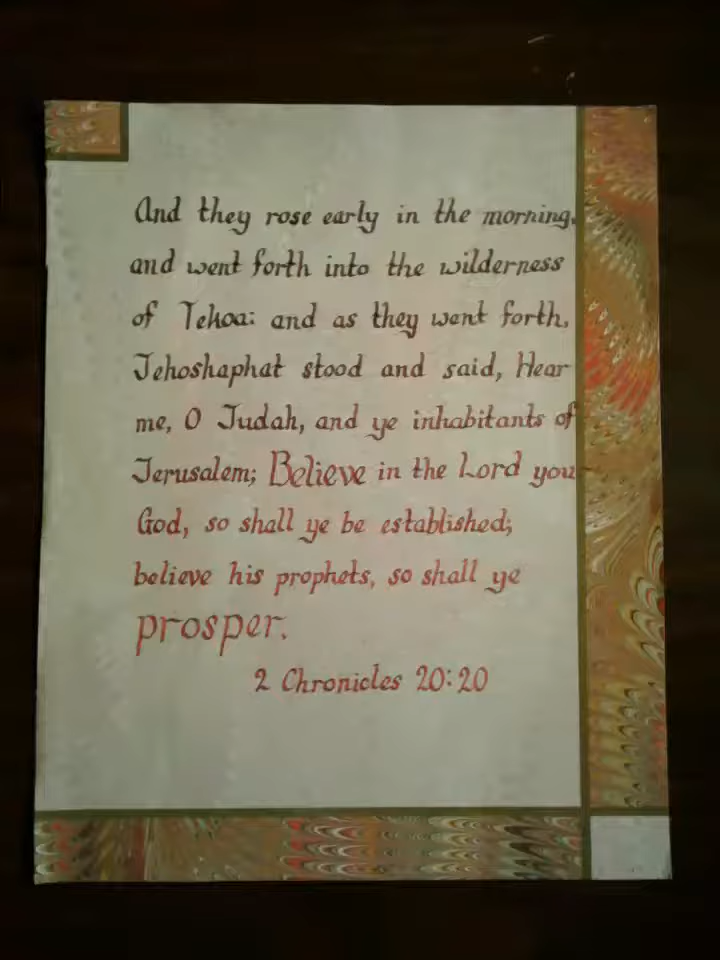 And they rose early in the morning,
and went forth into the wilderness
of Tekoa: and as they went forth,
Jehoshaphat stood and said, Hear
me, O Judah, and ye inhabitants of
Jerusalem; Believe in the Lord you
God, so shall ye be established;
believe his prophets, so shall ye
prosper.
2 Chronicles 20:20